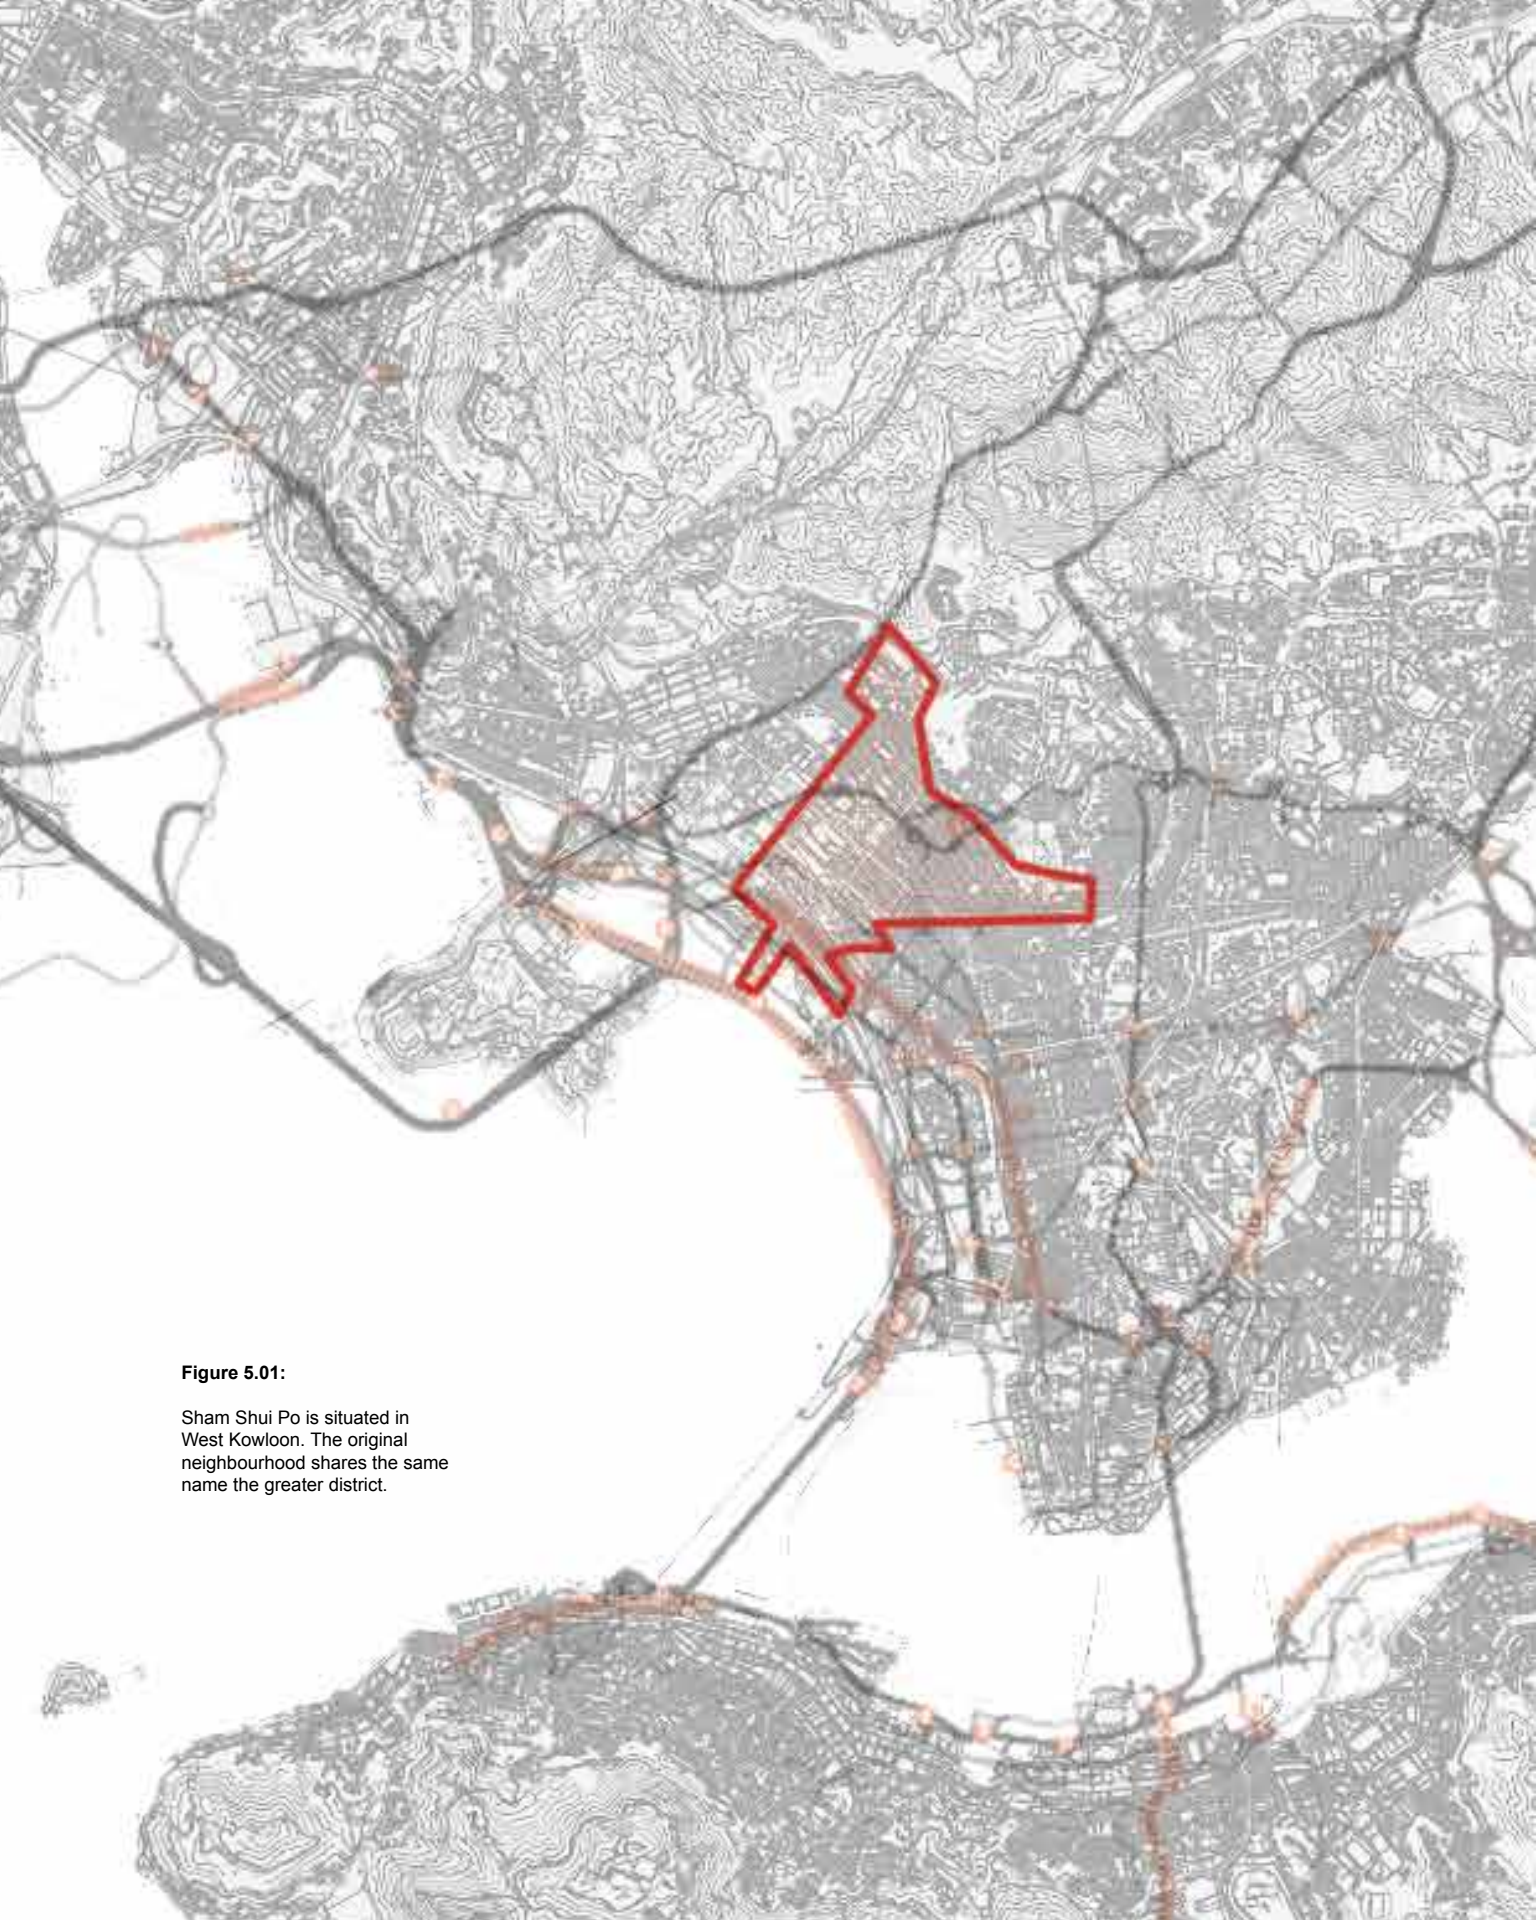 Figure 5.01:
Sham Shui Po is situated in
West Kowloon. The original
neighbourhood shares the same
name the greater district.